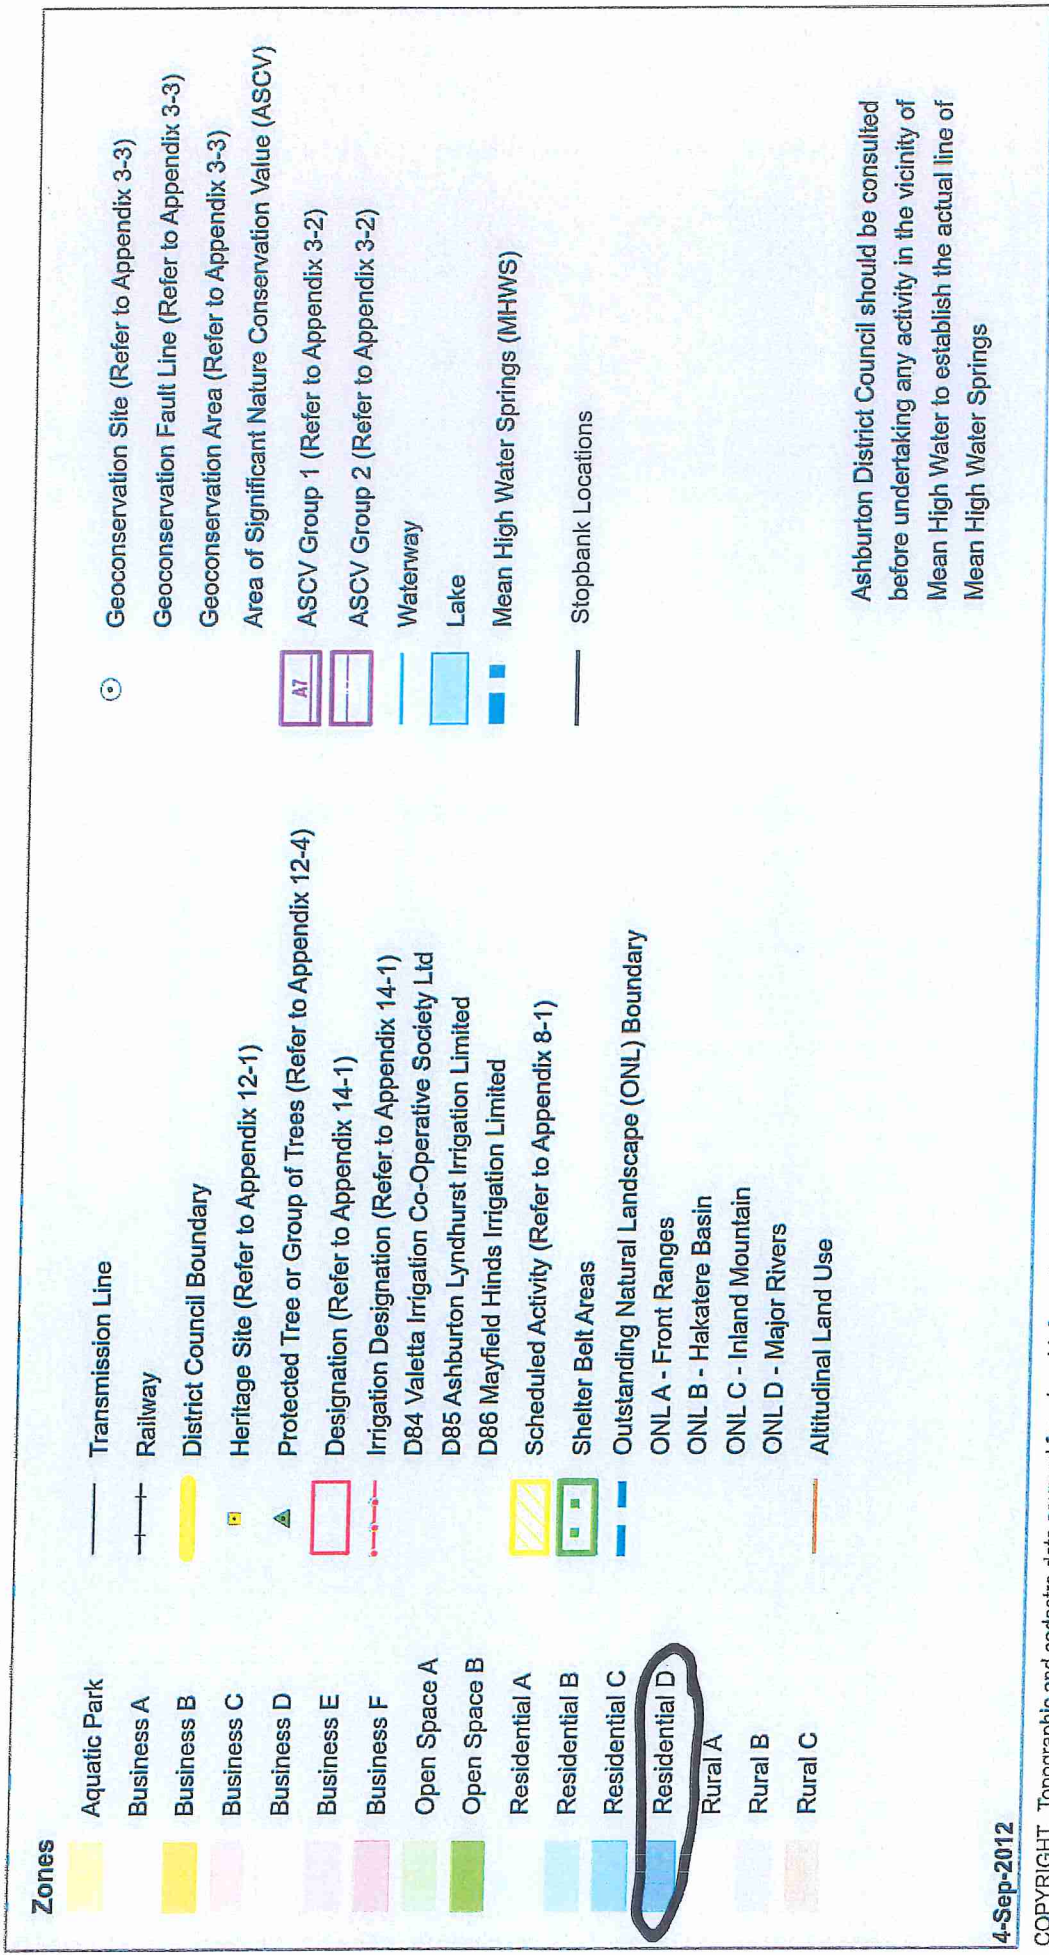 Zones
Aquatic Park
Business A
Business B
Business C
Business D
Business E
Business F
Open Space A
Open Space B
Residential A
Residential B
Residential C
Residential D
Rural A
Rural B
Rural C
Transmission Line
Railway
District Council Boundary
Heritage Site (Refer to Appendix 12-1)
Protected Tree or Group of Trees (Refer to Appendix 12-4)
Designation (Refer to Appendix 14-1)
Irrigation Designation (Refer to Appendix 14-1)
D84 Valetta Irrigation Co-Operative Society Ltd
D85 Ashburton Lyndhurst Irrigation Limited
D86 Mayfield Hinds Irrigation Limited
Scheduled Activity (Refer to Appendix 8-1)
Shelter Belt Areas
Outstanding Natural Landscape (ONL) Boundary
ONL A - Front Ranges
ONL B - Hakatere Basin
ONL C - Inland Mountain
ONL D - Major Rivers
Altitudinal Land Use
Geoconservation Site (Refer to Appendix 3-3)
Geoconservation Fault Line (Refer to Appendix 3-3)
Geoconservation Area (Refer to Appendix 3-3)
Area of Significant Nature Conservation Value (ASCV)
A7
ASCV Group 1 (Refer to Appendix 3-2)
ASCV Group 2 (Refer to Appendix 3-2)
Waterway
Lake
Mean High Water Springs (MHWS)
Stopbank Locations
Ashburton District Council should be consulted
before undertaking any activity in the vicinity of
Mean High Water to establish the actual line of
Mean High Water Springs
4-Sep-2012
COPYRIGHT. Topographic and cadastre data